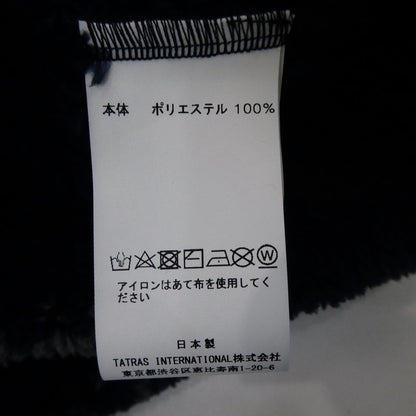 本体 ポリエステル 100%
W
アイロンはあて布を使用してく
ださい
日本製
TATRAS INTERNATIONAL株式会社
東京都渋谷区恵比寿南1-20-6